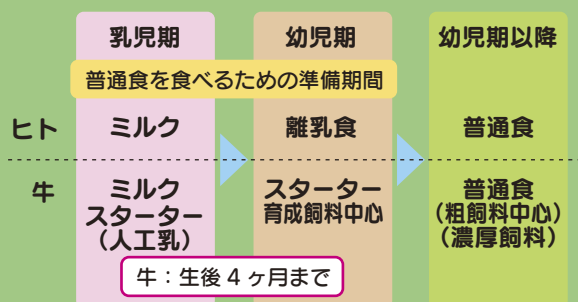 乳児期 幼児期 幼児期以降
普通食を食べるための準備期間
ヒト ミルク 離乳食 普通食
牛 ミルク スターター 普通食
スターター 育成飼料中心 (粗飼料中心)
(人工乳) (濃厚飼料)
牛：生後 4 ヶ月まで